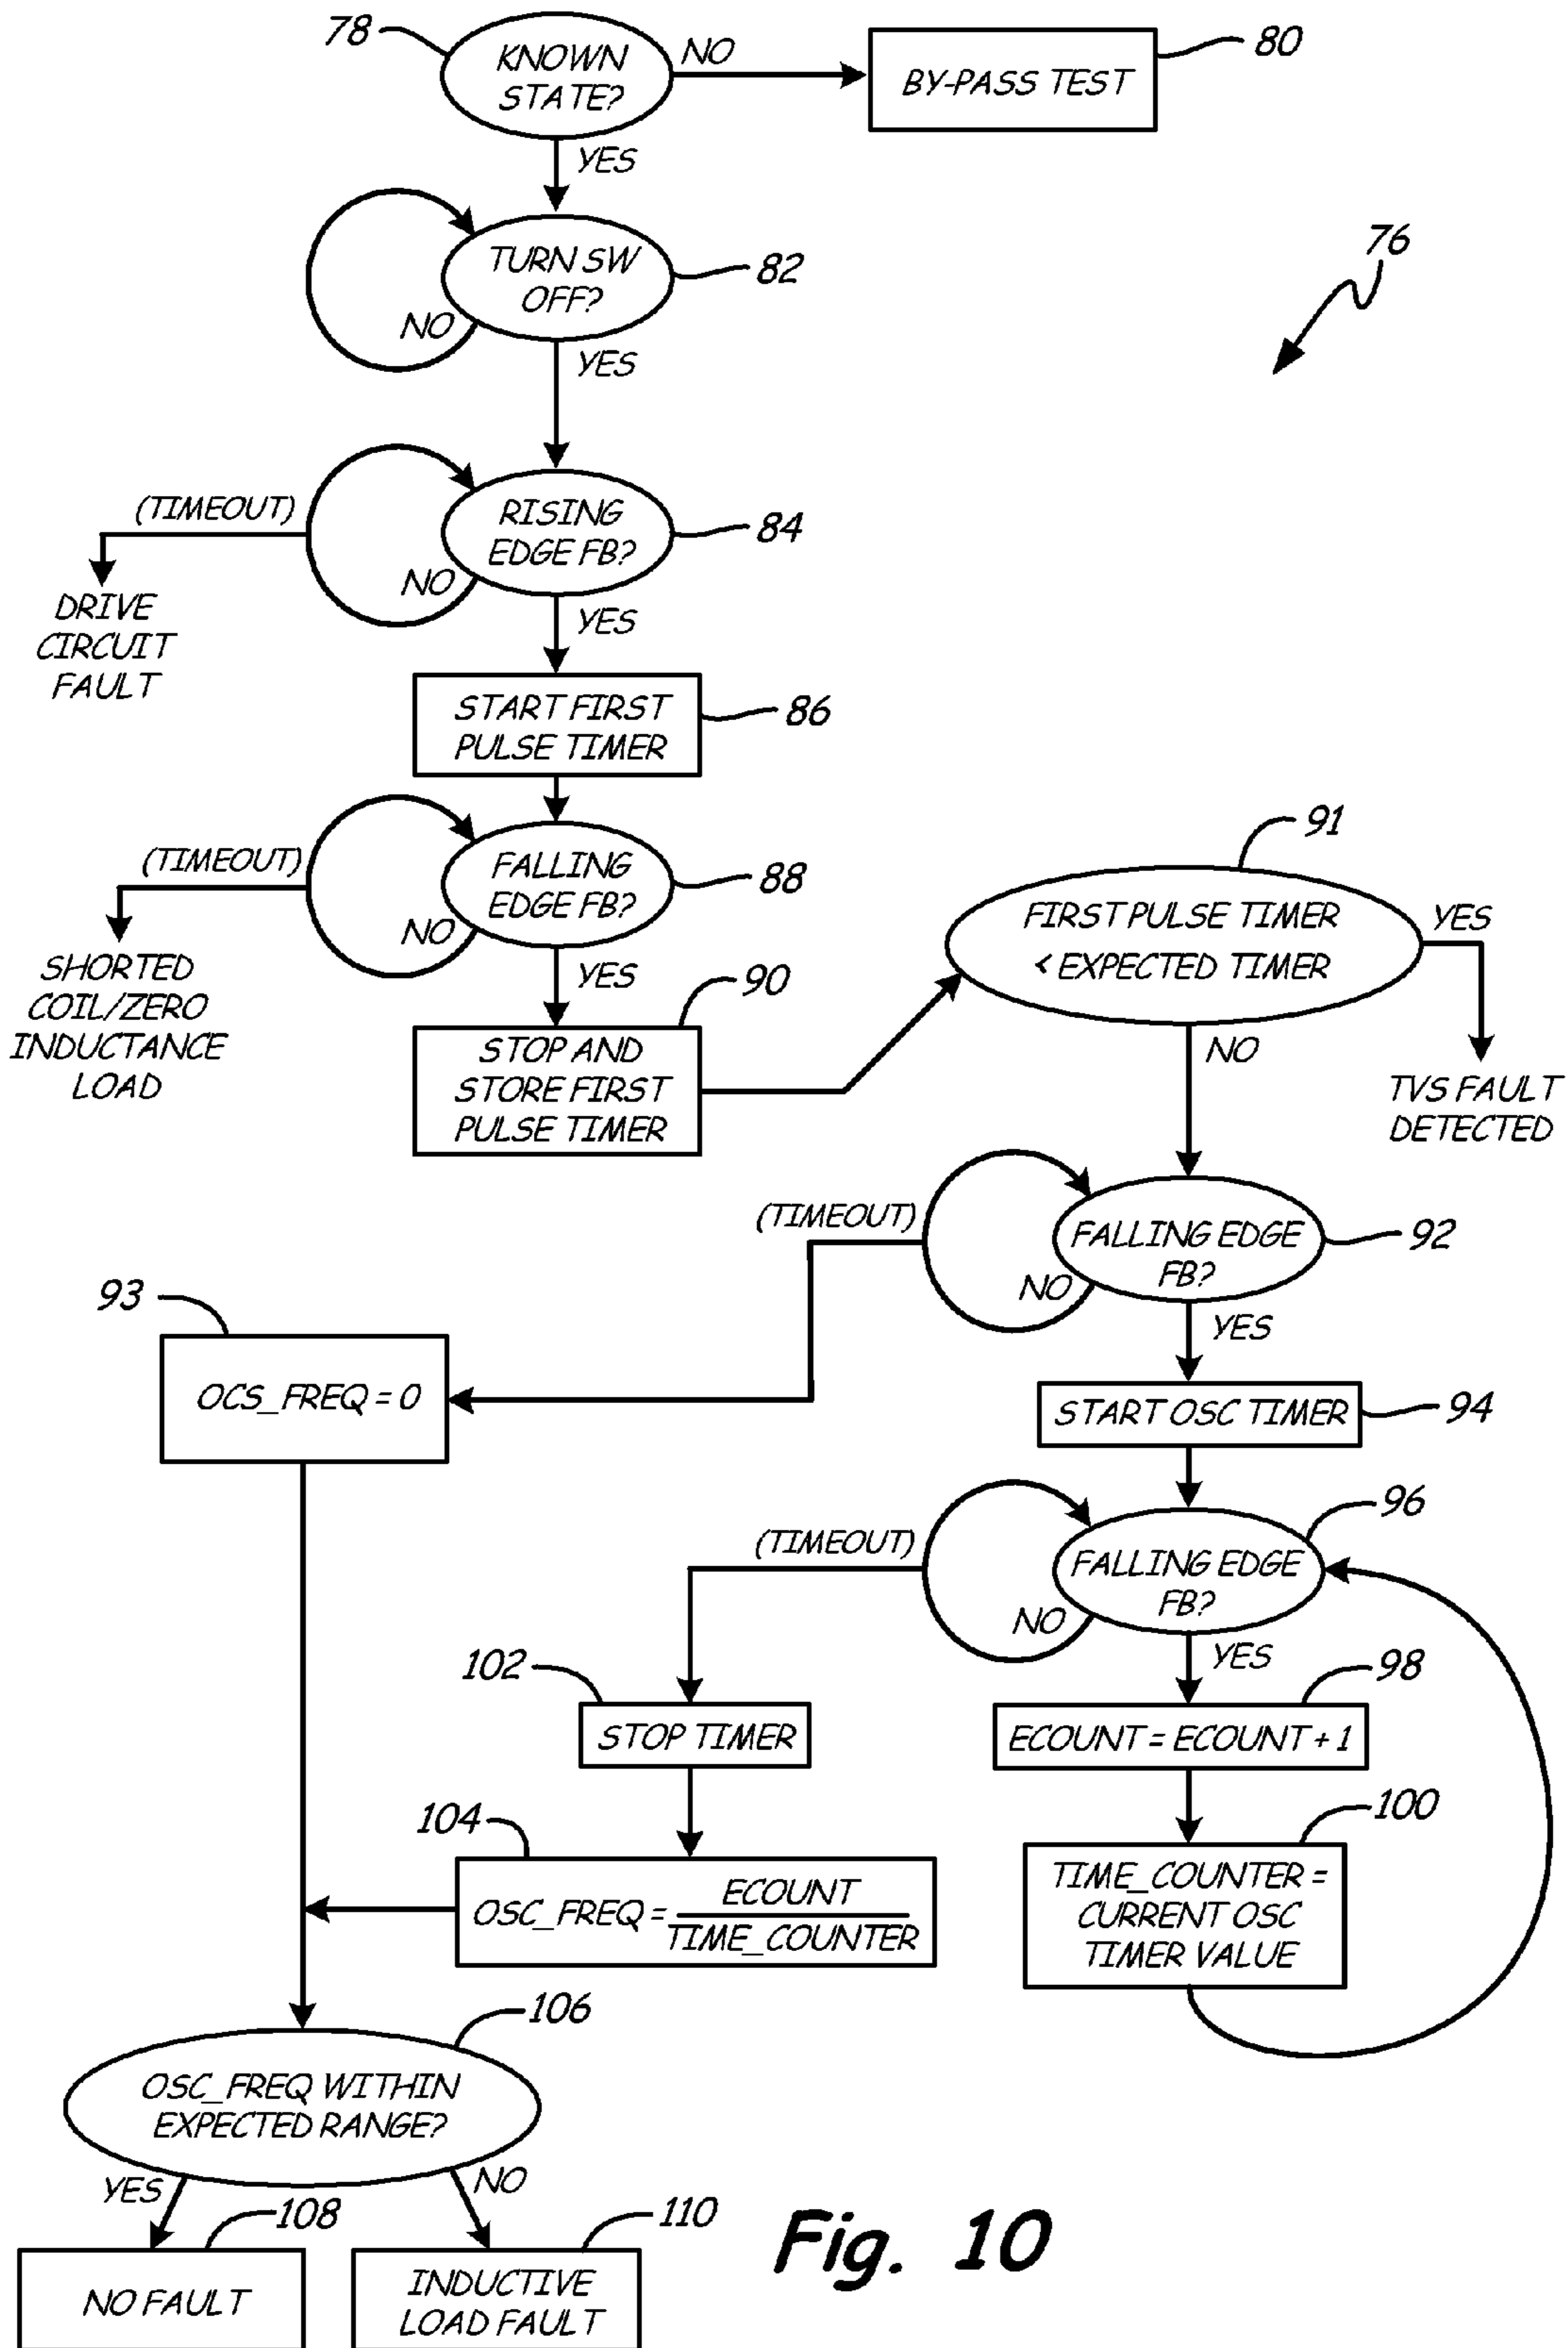 78
KNOWN
STATE?
NO
BY-PASS TEST
80
YES
76
TURN SW
OFF?
82
NO
YES
(TIMEOUT)
RISING
EDGE FB?
84
NO
DRIVE
CIRCUIT
FAULT
YES
START FIRST
PULSE TIMER
86
(TIMEOUT)
FALLING
EDGE FB?
88
NO
SHORTED
COIL/ZERO
INDUCTANCE
LOAD
YES
90
STOP AND
STORE FIRST
PULSE TIMER
91
FIRST PULSE TIMER
< EXPECTED TIMER
YES
NO
TVS FAULT
DETECTED
(TIMEOUT)
FALLING EDGE
FB?
92
NO
YES
93
OCS_FREQ = 0
START OSC TIMER
94
96
(TIMEOUT)
FALLING EDGE
FB?
NO
YES
102
STOP TIMER
98
ECOUNT = ECOUNT + 1
104
OSC_FREQ = ECOUNT
TIME_COUNTER
100
TIME_COUNTER =
CURRENT OSC
TIMER VALUE
106
OSC_FREQ WITHIN
EXPECTED RANGE?
YES
NO
108
NO FAULT
110
INDUCTIVE
LOAD FAULT
Fig. 10